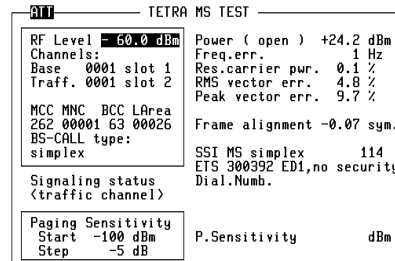 ATT TETRA MS TEST
RF Level - 60.0 dBm
Channels:
Base 0001 slot 1
Traff. 0001 slot 2
MCC MNC BCC LArea
262 00001 63 00026
BS-CALL type:
simplex
Signaling status
<traffic channel>
Paging Sensitivity
Start -100 dBm
Step -5 dB
Power ( open ) +24.2 dBm
Freq.err. 1 Hz
Res.carrier pwr. 0.1 %
RMS vector err. 4.8 %
Peak vector err. 9.7 %
Frame alignment -0.07 sym.
SSI MS simplex 114
ETS 300392 ED1,no security
Dial.Numb.
P.Sensitivity dBm